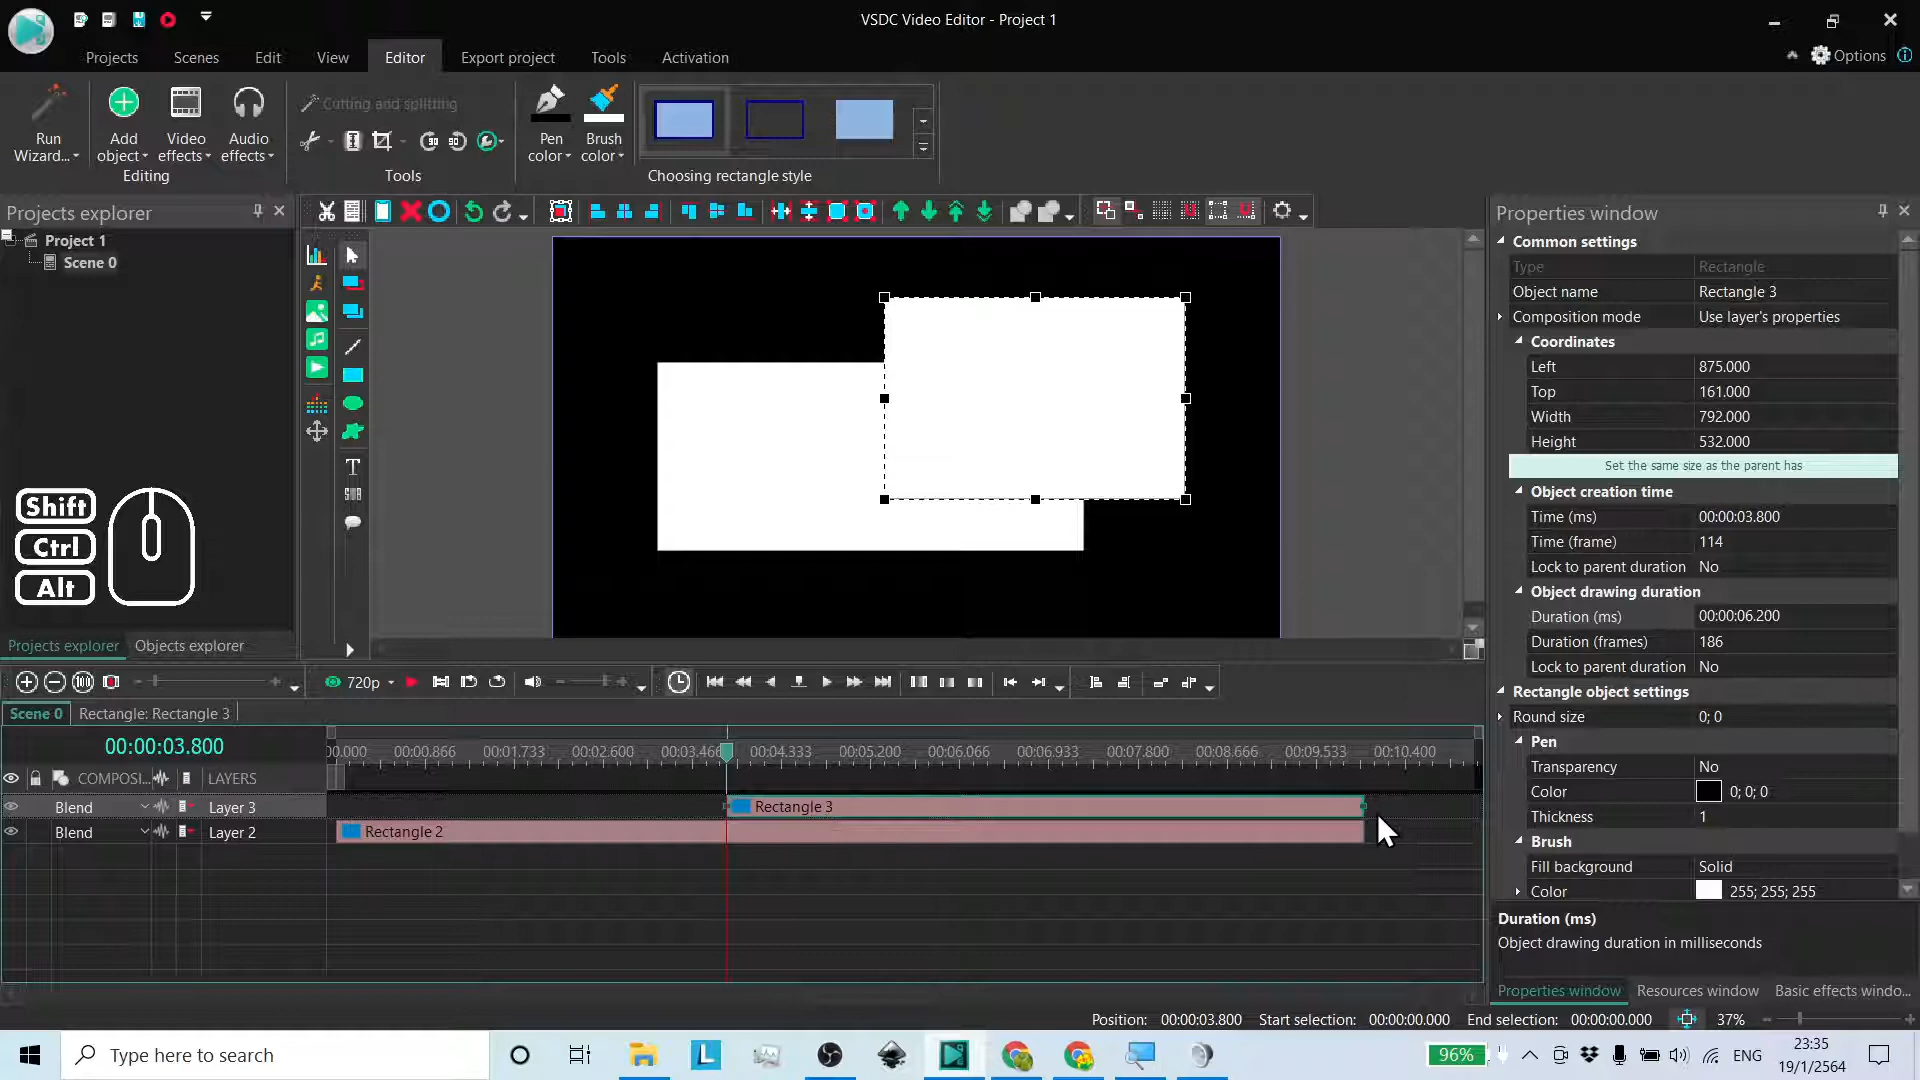 VSDC Video Editor - Project 1
Projects Scenes Edit View Editor Export project Tools Activation
Options
Run Wizard...
Add object
Video effects
Audio effects
Editing
Cutting and splitting
Tools
Pen color
Brush color
Choosing rectangle style
Projects explorer
Project 1
Scene 0
Shift
Ctrl
Alt
Projects explorer Objects explorer
T
Properties window
Common settings
Type Rectangle
Object name Rectangle 3
Composition mode Use layer's properties
Coordinates
Left 875.000
Top 161.000
Width 792.000
Height 532.000
Set the same size as the parent has
Object creation time
Time (ms) 00:00:03.800
Time (frame) 114
Lock to parent duration No
Object drawing duration
Duration (ms) 00:00:06.200
Duration (frames) 186
Lock to parent duration No
Rectangle object settings
Round size 0; 0
Pen
Transparency No
Color 0; 0; 0
Thickness 1
Brush
Fill background Solid
Color 255; 255; 255
Duration (ms)
Object drawing duration in milliseconds
Properties window Resources window Basic effects windo...
720p
Scene 0 Rectangle: Rectangle 3
00:00:03.800
00.000 00:00.866 00:01.733 00:02.600 00:03.466 00:04.333 00:05.200 00:06.066 00:06.933 00:07.800 00:08.666 00:09.533 00:10.400
COMPOSI... LAYERS
Blend Layer 3 Rectangle 3
Blend Layer 2 Rectangle 2
Position: 00:00:03.800 Start selection: 00:00:00.000 End selection: 00:00:00.000 37%
Type here to search
L
96%
ENG
23:35
19/1/2564